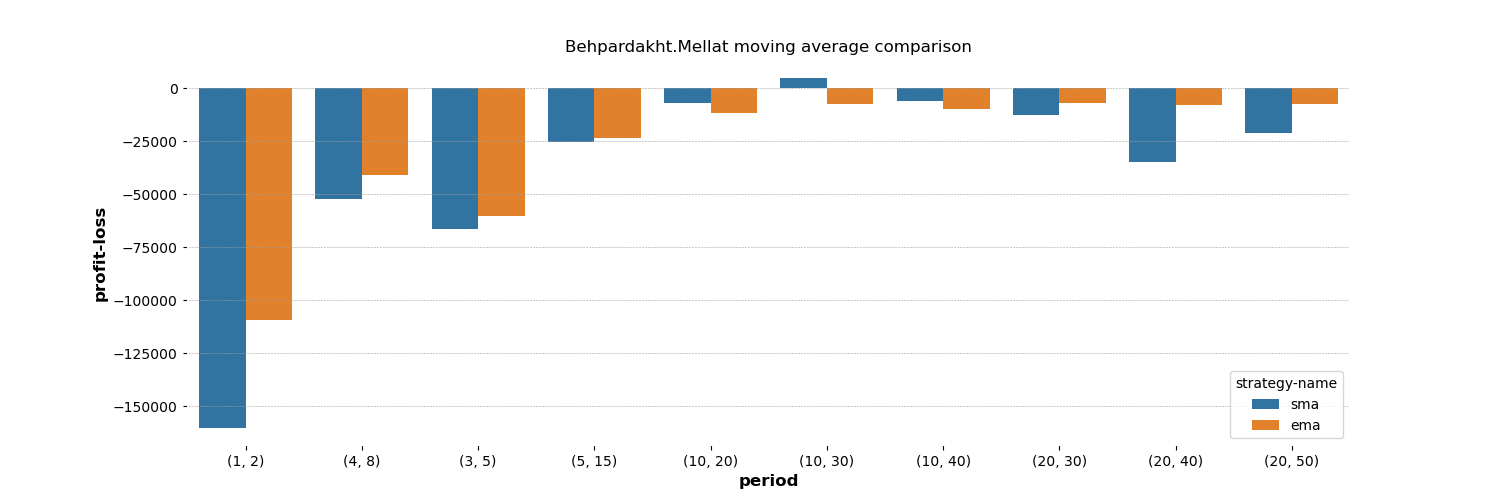 Behpardakht.Mellat moving average comparison
0
−25000
−50000
−75000
−100000
−125000
−150000
profit-loss
(1, 2)
(4, 8)
(3, 5)
(5, 15)
(10, 20)
(10, 30)
(10, 40)
(20, 30)
(20, 40)
(20, 50)
period
strategy-name
sma
ema